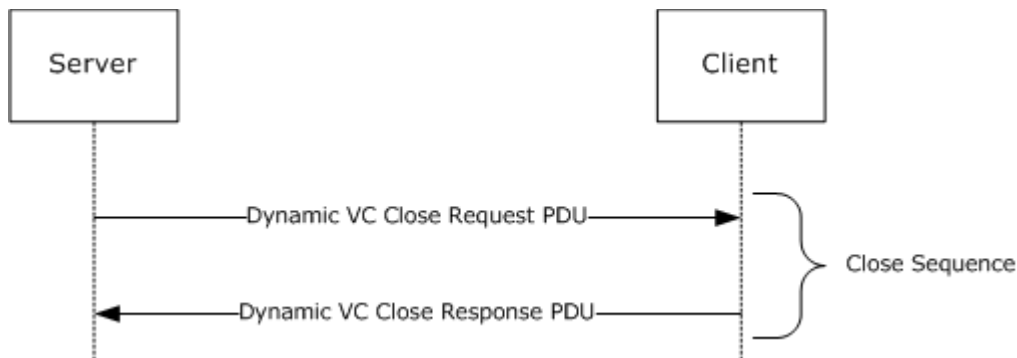 Server
Client
Dynamic VC Close Request PDU
Close Sequence
Dynamic VC Close Response PDU